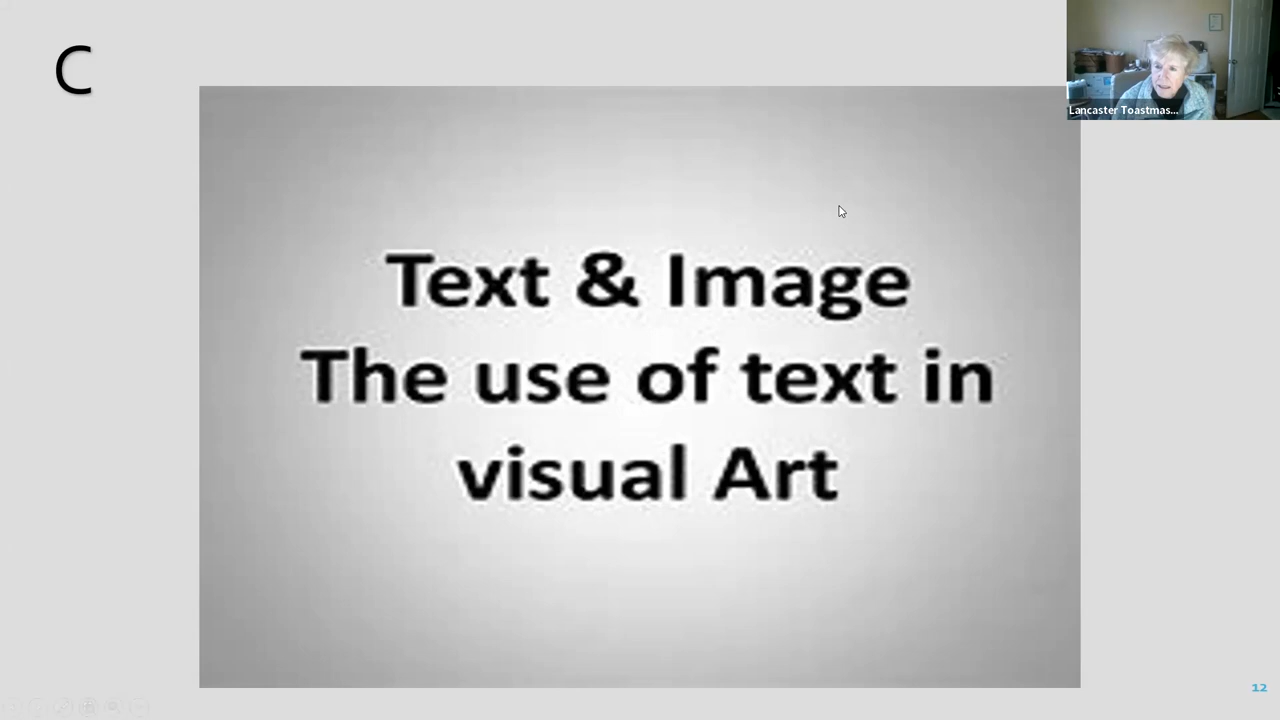 C
Lancaster Toastmas...
Text & Image
The use of text in
visual Art
12